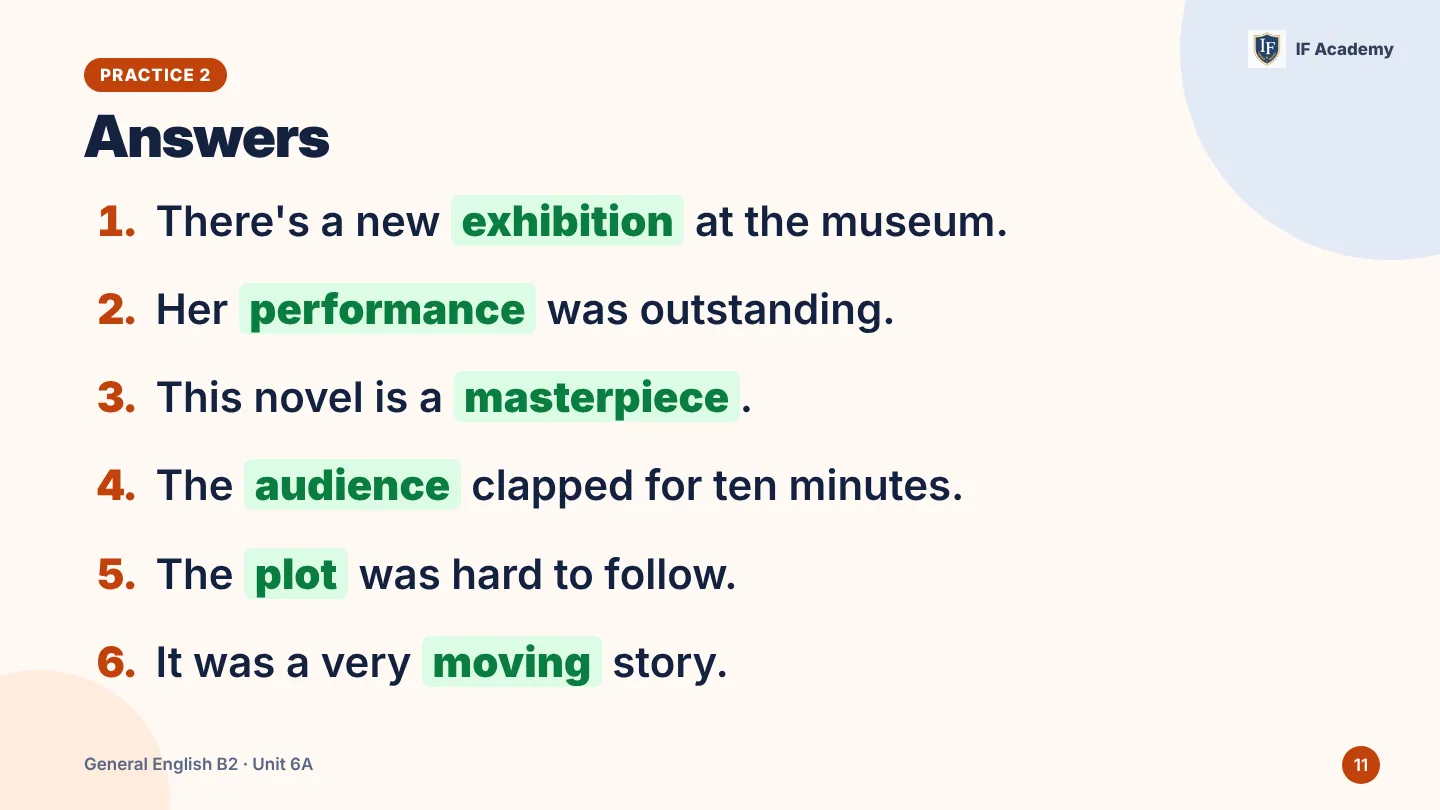 IF
IF Academy
PRACTICE 2
Answers
1. There's a new exhibition at the museum.
2. Her performance was outstanding.
3. This novel is a masterpiece.
4. The audience clapped for ten minutes.
5. The plot was hard to follow.
6. It was a very moving story.
General English B2 · Unit 6A
11